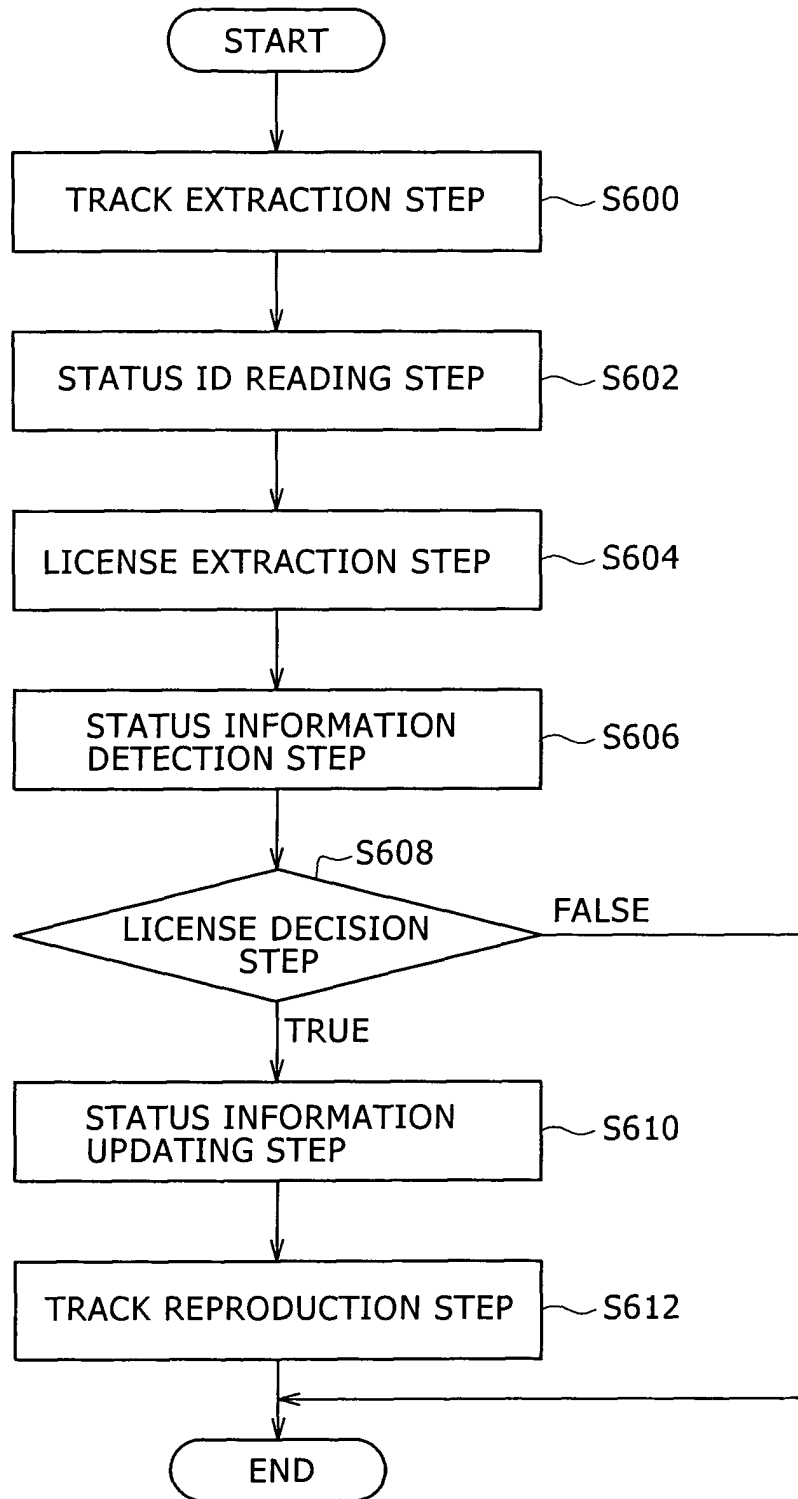 START
TRACK EXTRACTION STEP
S600
STATUS ID READING STEP
S602
LICENSE EXTRACTION STEP
S604
STATUS INFORMATION
DETECTION STEP
S606
S608
LICENSE DECISION
STEP
FALSE
TRUE
STATUS INFORMATION
UPDATING STEP
S610
TRACK REPRODUCTION STEP
S612
END